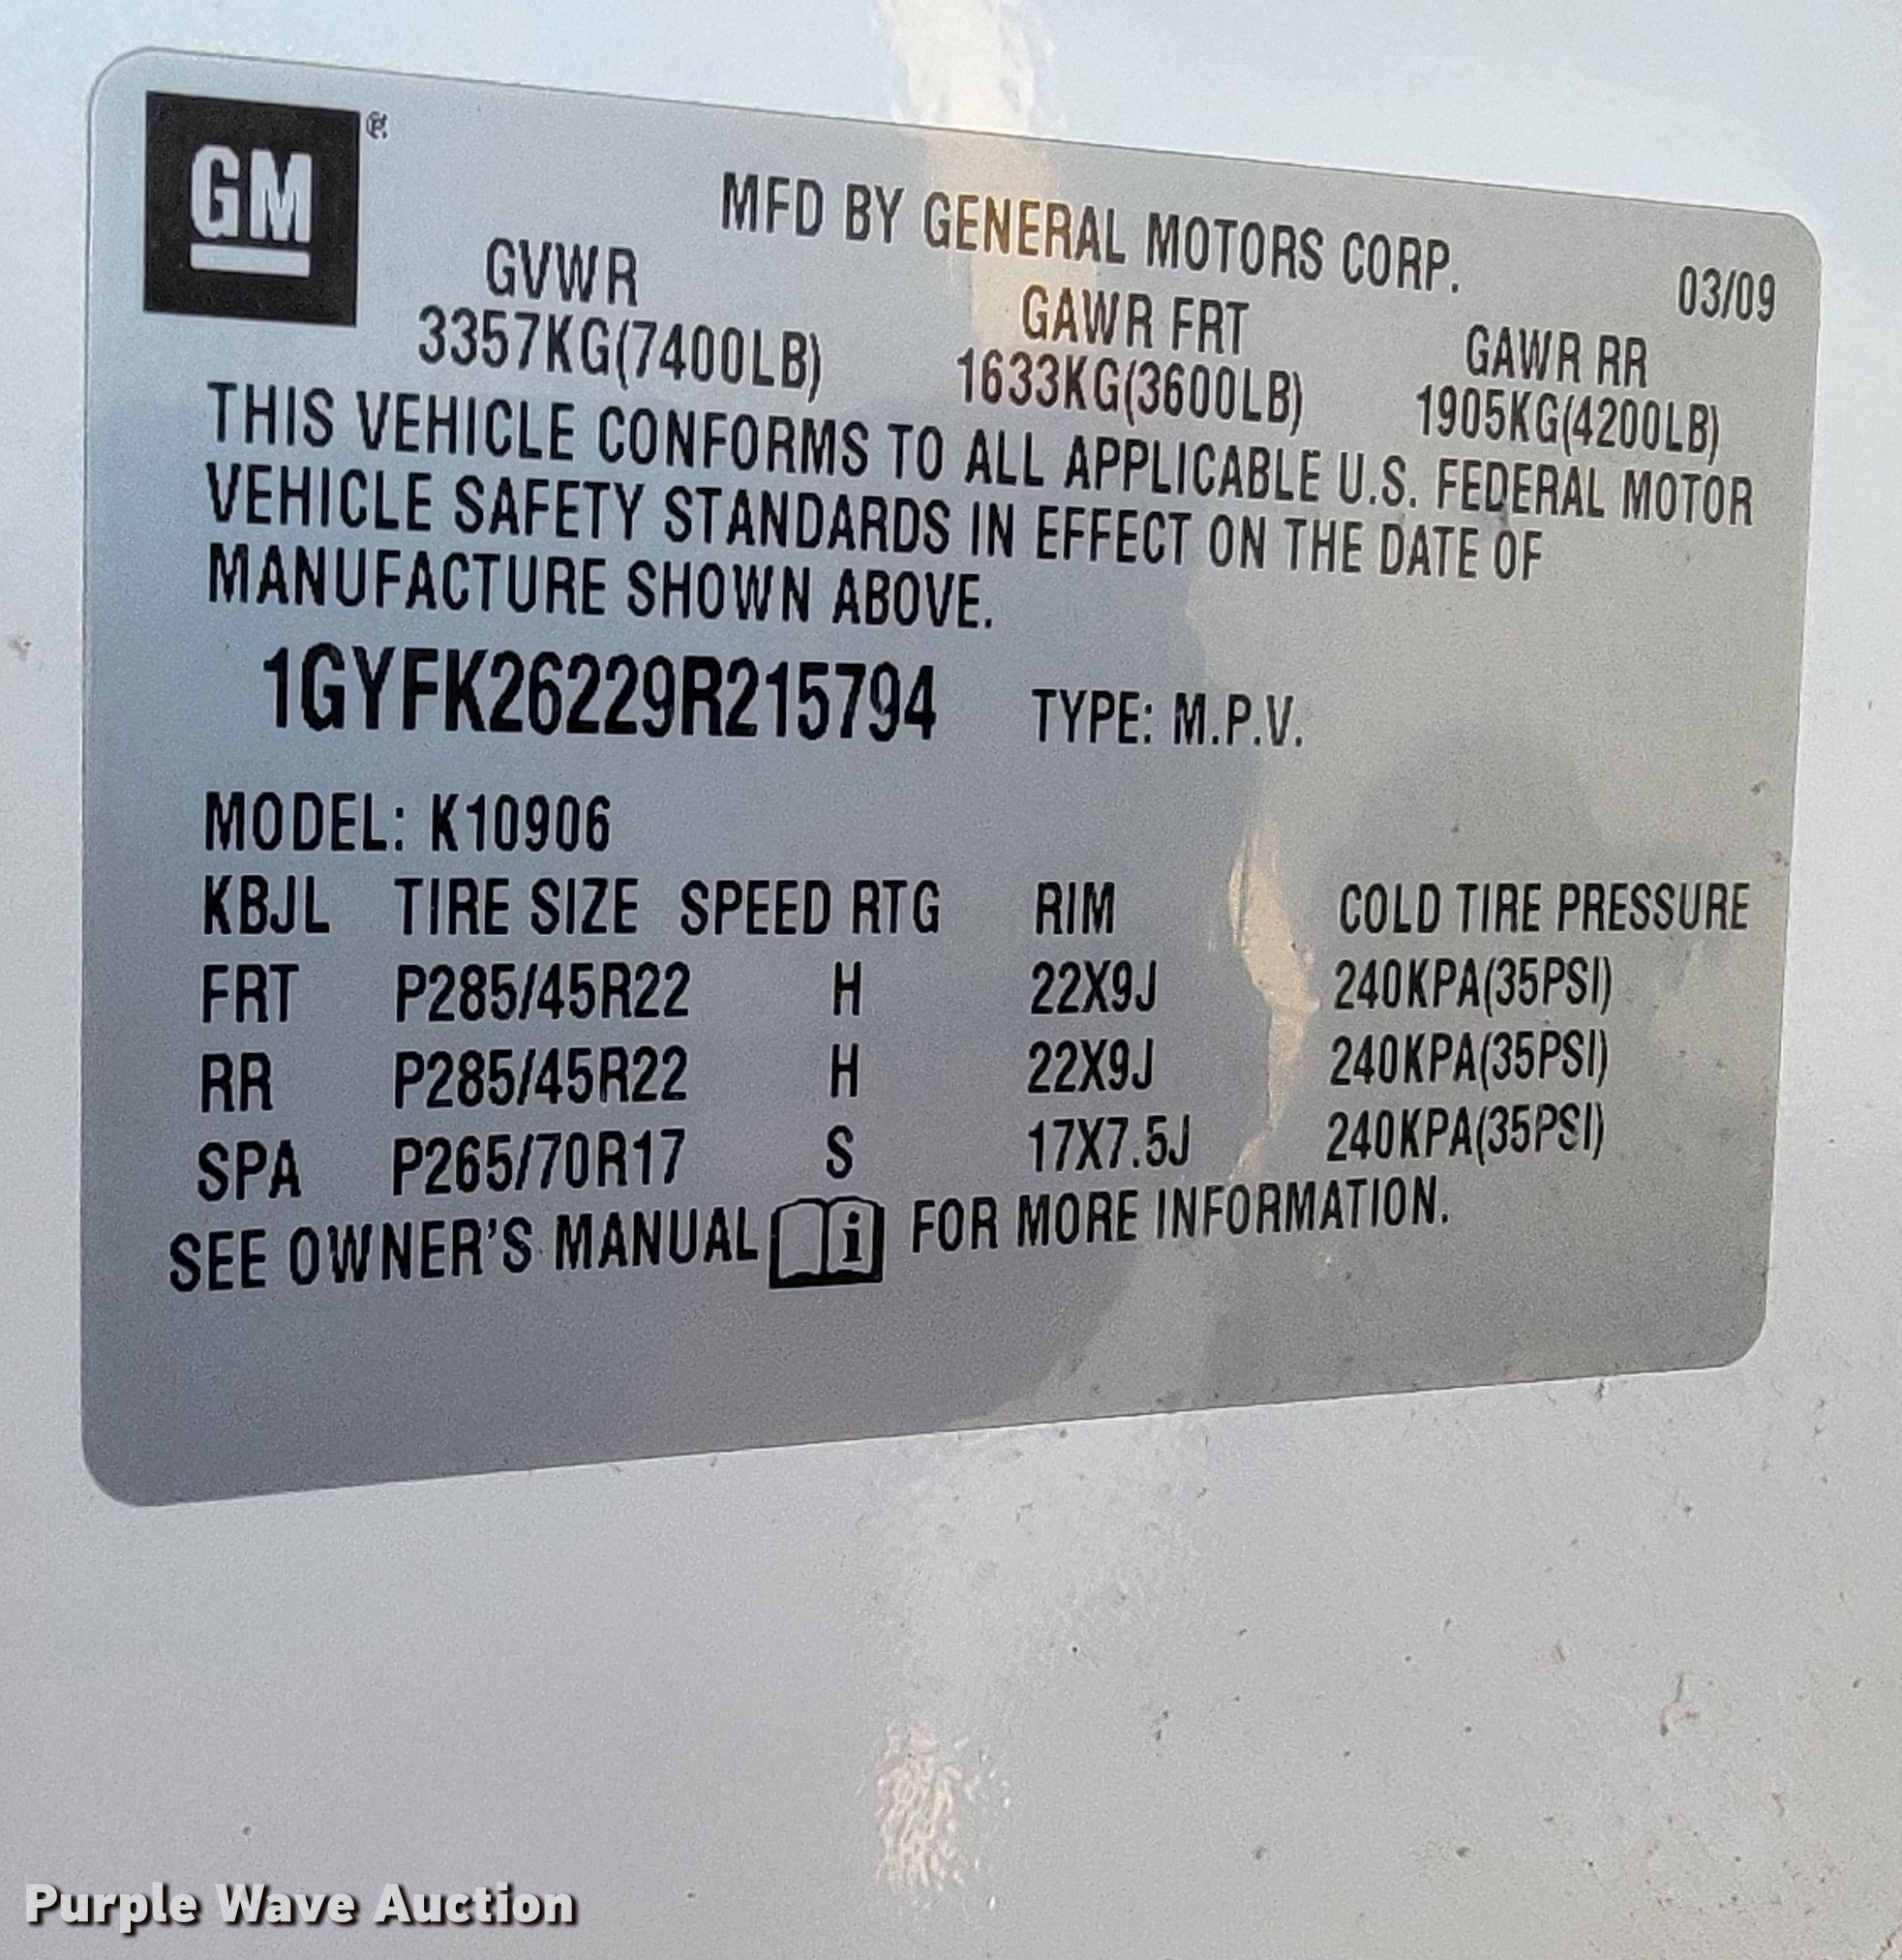 GM
MFD BY GENERAL MOTORS CORP.
03/09
GVWR GAWR FRT GAWR RR
3357KG(7400LB) 1633KG(3600LB) 1905KG(4200LB)
THIS VEHICLE CONFORMS TO ALL APPLICABLE U.S. FEDERAL MOTOR
VEHICLE SAFETY STANDARDS IN EFFECT ON THE DATE OF
MANUFACTURE SHOWN ABOVE.
1GYFK26229R215794 TYPE: M.P.V.
MODEL: K10906
KBJL TIRE SIZE SPEED RTG RIM COLD TIRE PRESSURE
FRT P285/45R22 H 22X9J 240KPA(35PSI)
RR P285/45R22 H 22X9J 240KPA(35PSI)
SPA P265/70R17 S 17X7.5J 240KPA(35PSI)
SEE OWNER'S MANUAL i FOR MORE INFORMATION.
Purple Wave Auction